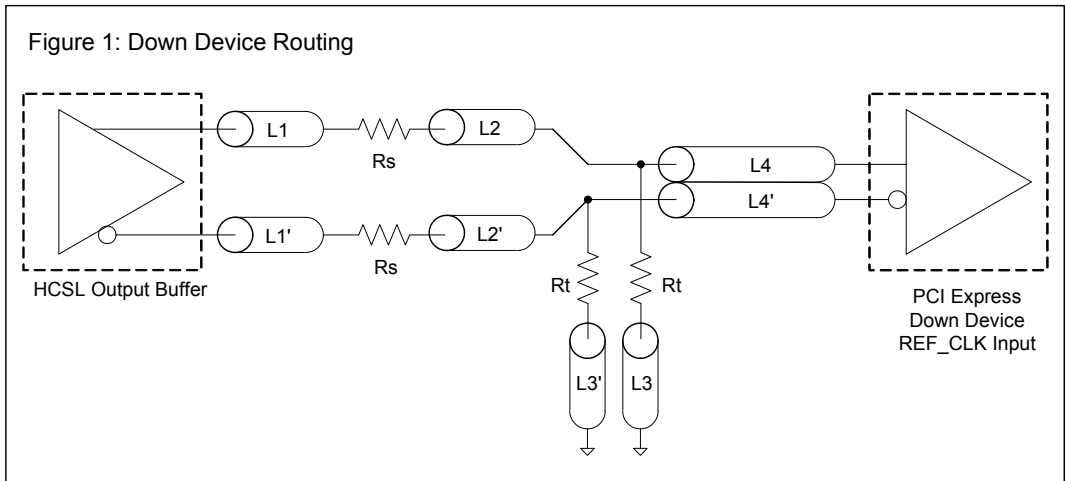 Figure 1: Down Device Routing
L1
Rs
L2
L4
L4'
L1'
Rs
L2'
HCSL Output Buffer
Rt
Rt
L3'
L3
PCI Express
Down Device
REF_CLK Input